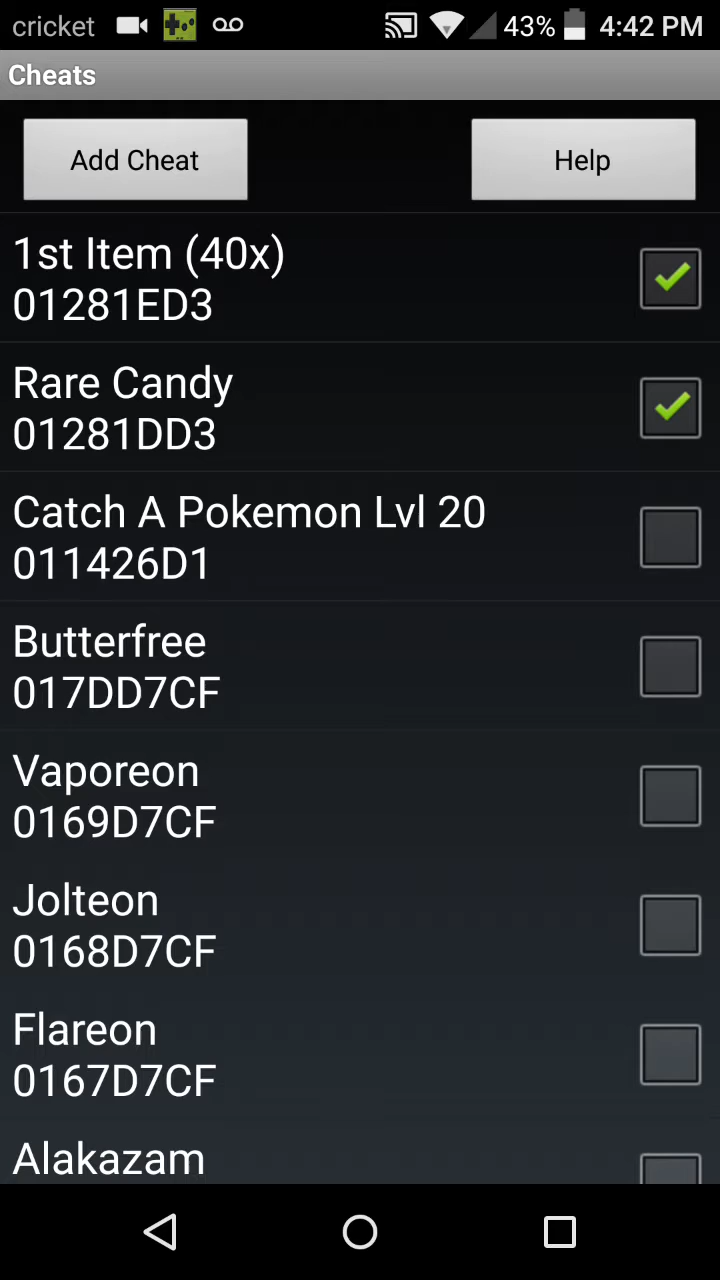 cricket 43% 4:42 PM
Cheats
Add Cheat Help
1st Item (40x)
01281ED3
Rare Candy
01281DD3
Catch A Pokemon Lvl 20
011426D1
Butterfree
017DD7CF
Vaporeon
0169D7CF
Jolteon
0168D7CF
Flareon
0167D7CF
Alakazam